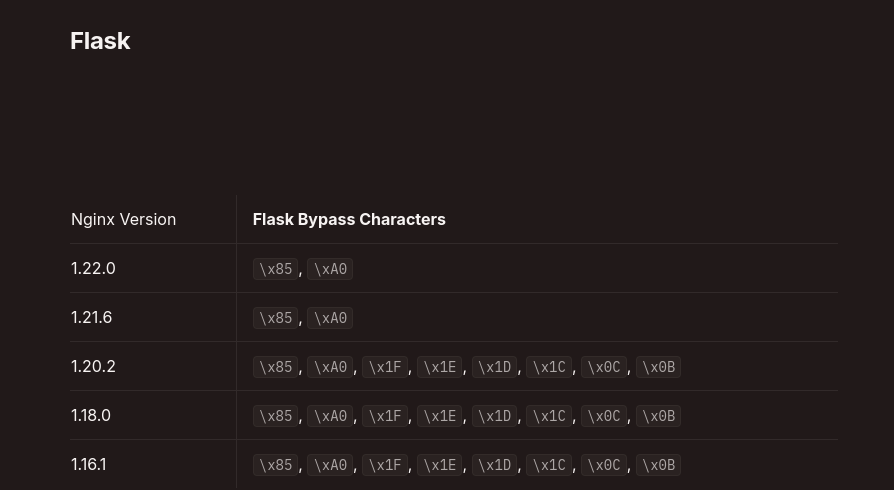 Flask
Nginx Version Flask Bypass Characters
1.22.0 \x85, \xA0
1.21.6 \x85, \xA0
1.20.2 \x85, \xA0, \x1F, \x1E, \x1D, \x1C, \x0C, \x0B
1.18.0 \x85, \xA0, \x1F, \x1E, \x1D, \x1C, \x0C, \x0B
1.16.1 \x85, \xA0, \x1F, \x1E, \x1D, \x1C, \x0C, \x0B